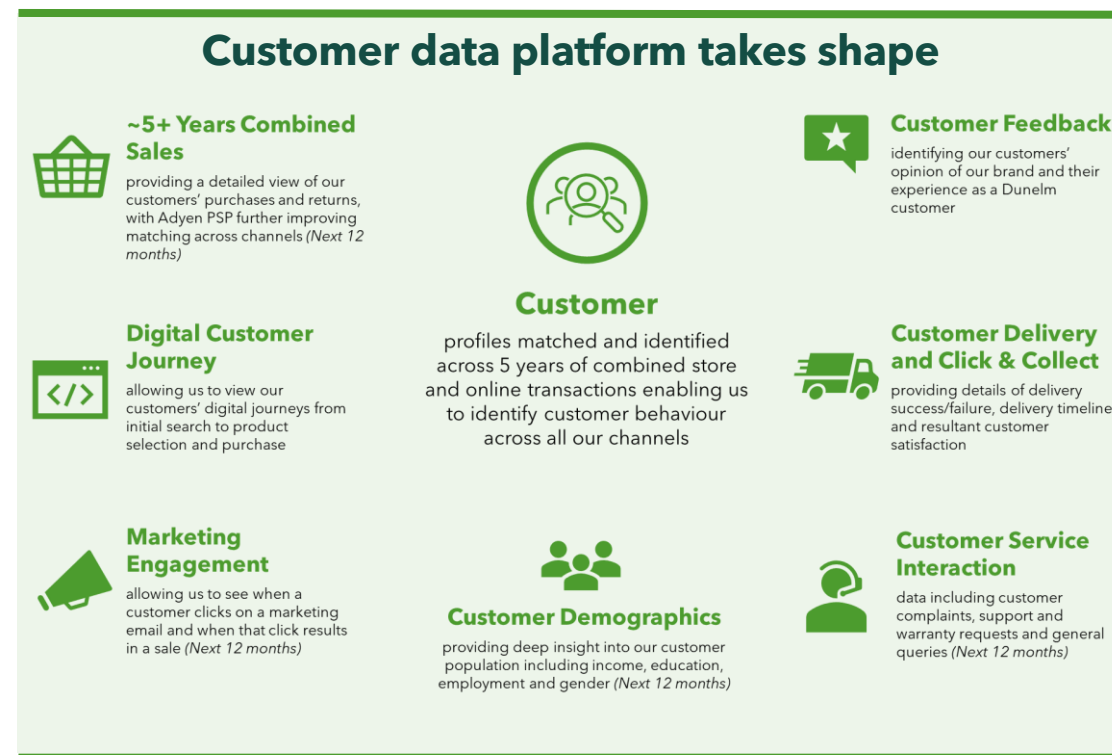 Customer data platform takes shape
~5+ Years Combined
Sales
providing a detailed view of our
customers' purchases and returns,
with Adyen PSP further improving
matching across channels (Next 12
months)
Digital Customer
Journey
allowing us to view our
customers' digital journeys from
initial search to product
selection and purchase
Marketing
Engagement
allowing us to see when a
customer clicks on a marketing
email and when that click results
in a sale (Next 12 months)
Customer
profiles matched and identified
across 5 years of combined store
and online transactions enabling us
to identify customer behaviour
across all our channels
Customer Demographics
providing deep insight into our customer
population including income, education,
employment and gender (Next 12 months)
Customer Feedback
identifying our customers'
opinion of our brand and their
experience as a Dunelm
customer
Customer Delivery
and Click & Collect
providing details of delivery
success/failure, delivery timeline
and resultant customer
satisfaction
Customer Service
Interaction
data including customer
complaints, support and
warranty requests and general
queries (Next 12 months)